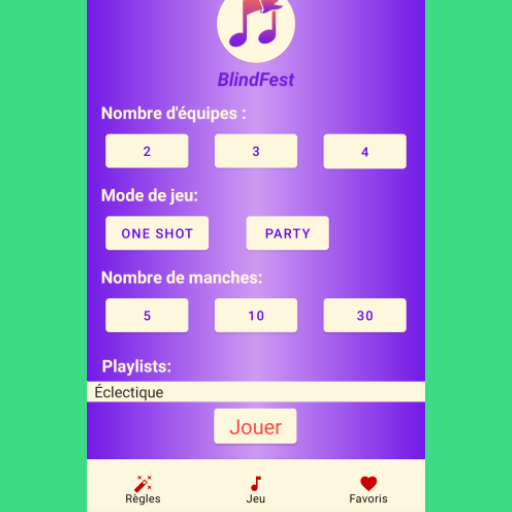 BlindFest
Nombre d'équipes :
2 3 4
Mode de jeu:
ONE SHOT PARTY
Nombre de manches:
5 10 30
Playlists:
Éclectique
Jouer
Règles Jeu Favoris